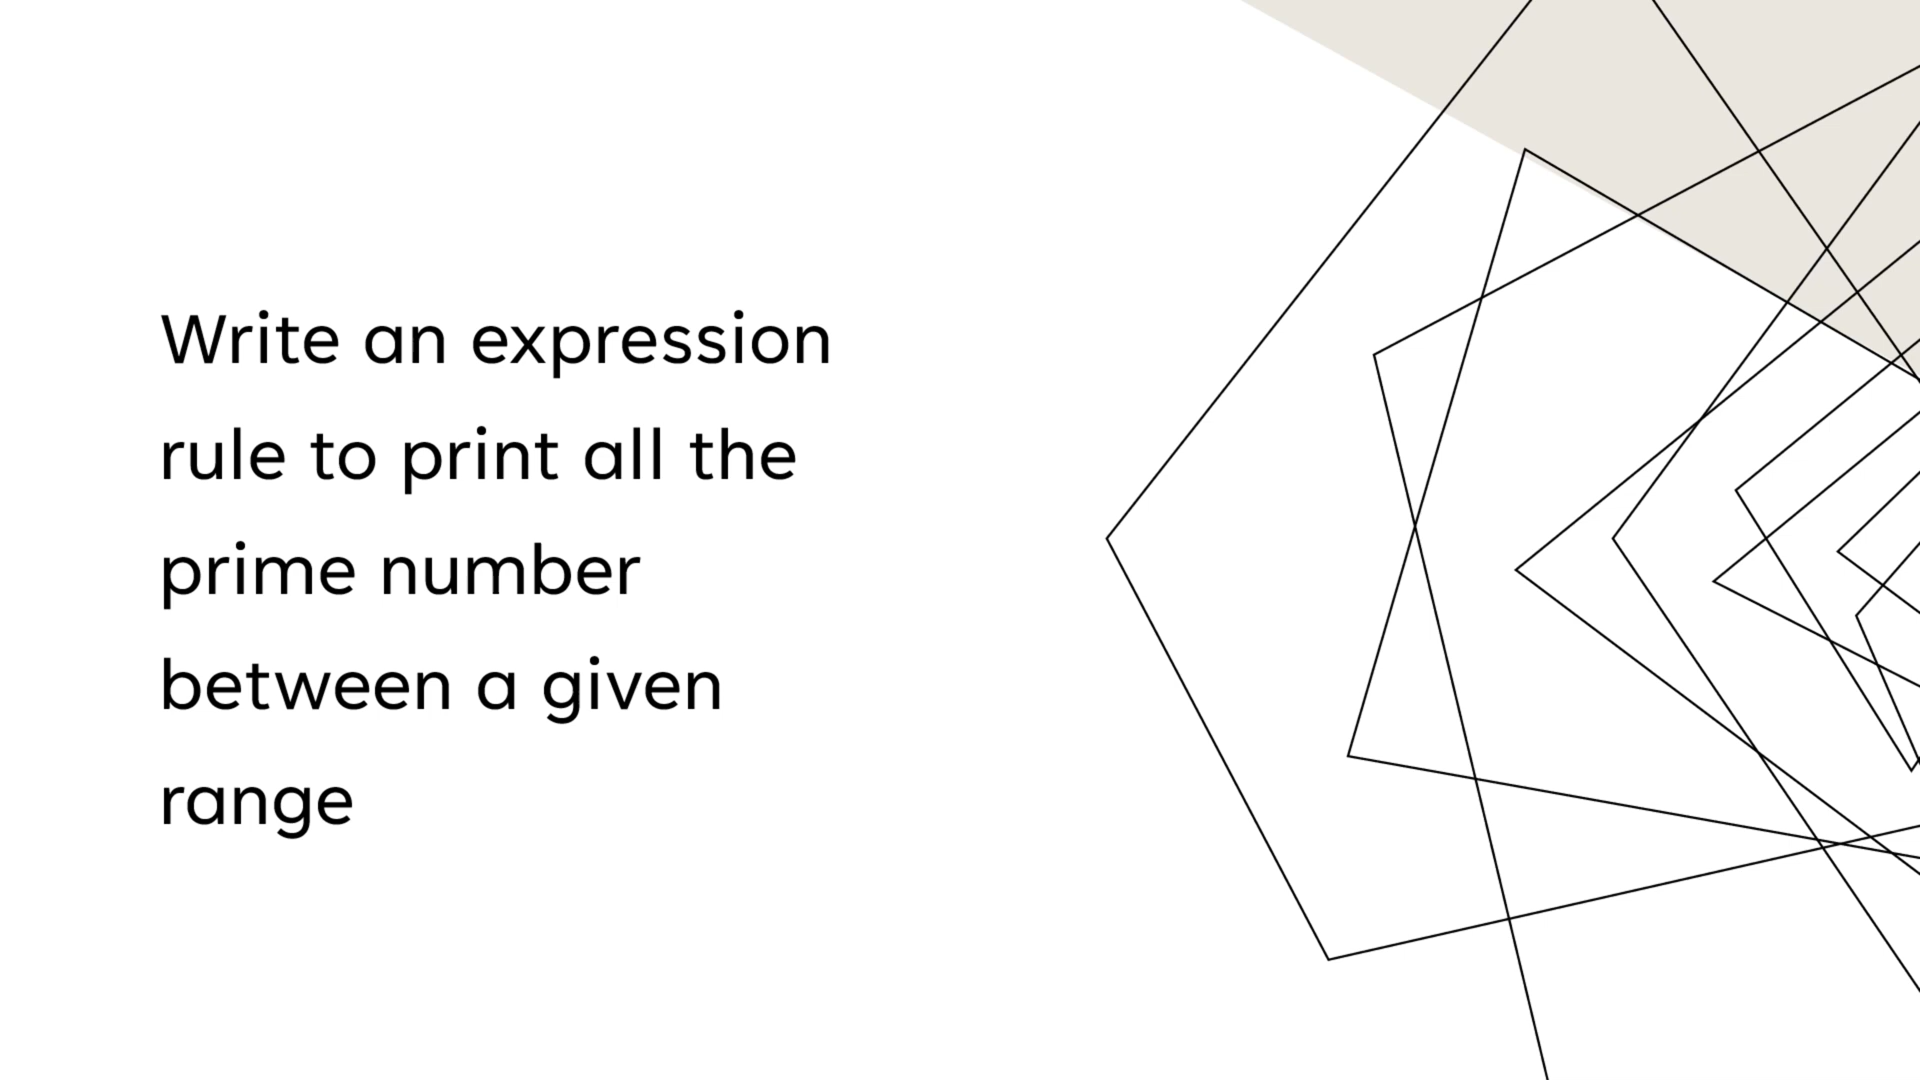 Write an expression
rule to print all the
prime number
between a given
range